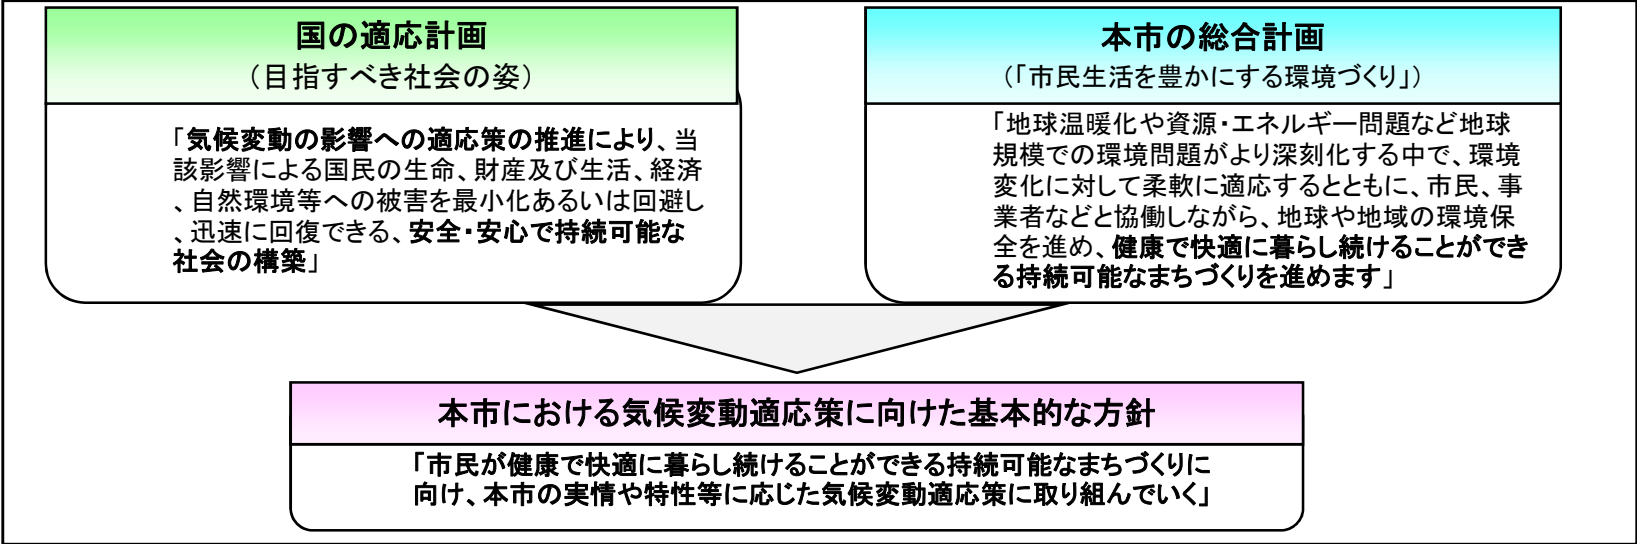 国の適応計画
（目指すべき社会の姿）
「気候変動の影響への適応策の推進により、当
該影響による国民の生命、財産及び生活、経済
、自然環境等への被害を最小化あるいは回避し
、迅速に回復できる、安全・安心で持続可能な
社会の構築」
本市の総合計画
（「市民生活を豊かにする環境づくり」）
「地球温暖化や資源・エネルギー問題など地球
規模での環境問題がより深刻化する中で、環境
変化に対して柔軟に適応するとともに、市民、事
業者などと協働しながら、地球や地域の環境保
全を進め、健康で快適に暮らし続けることができ
る持続可能なまちづくりを進めます」
本市における気候変動適応策に向けた基本的な方針
「市民が健康で快適に暮らし続けることができる持続可能なまちづくりに
向け、本市の実情や特性等に応じた気候変動適応策に取り組んでいく」